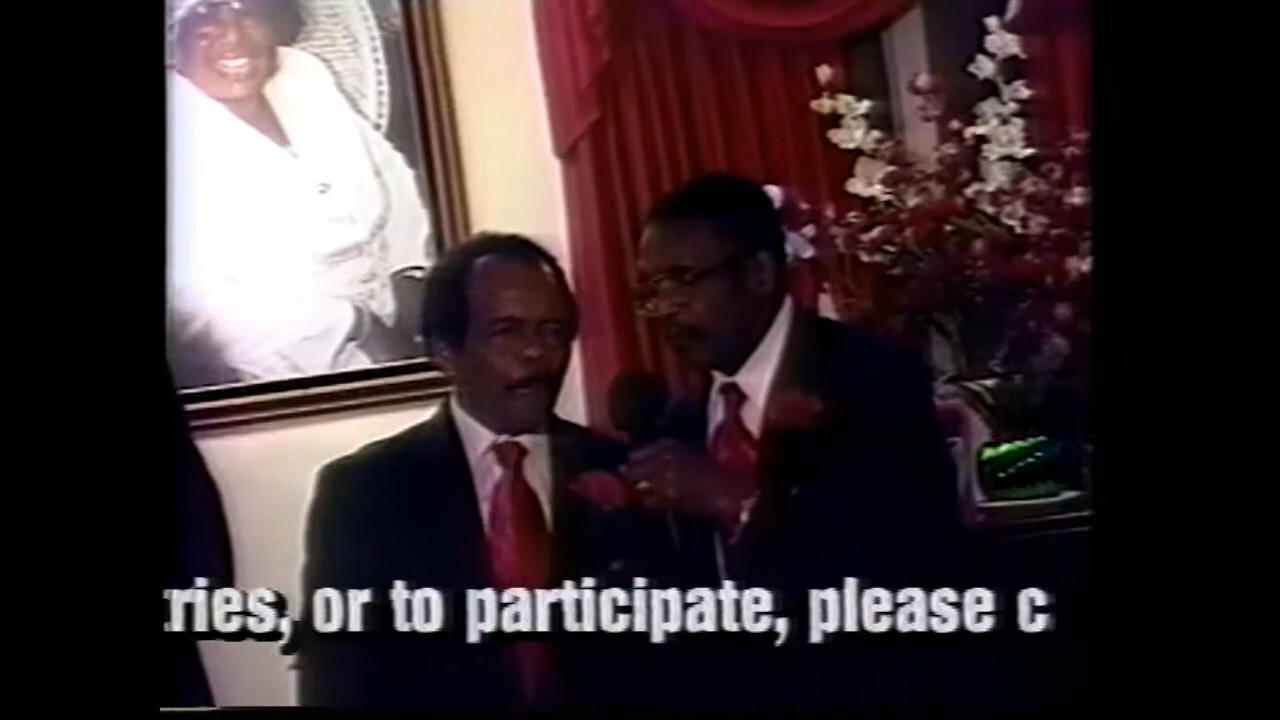 ries, or to participate, please c